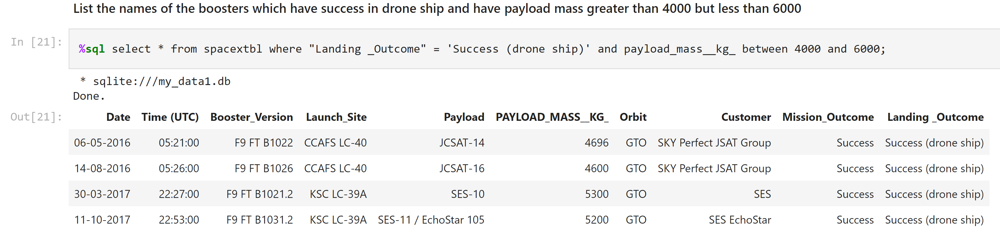 List the names of the boosters which have success in drone ship and have payload mass greater than 4000 but less than 6000
In [21]: %sql select * from spacextbl where "Landing _Outcome" = 'Success (drone ship)' and payload_mass__kg_ between 4000 and 6000;
* sqlite:///my_data1.db
Done.
Out[21]: Date Time (UTC) Booster_Version Launch_Site Payload PAYLOAD_MASS__KG_ Orbit Customer Mission_Outcome Landing _Outcome
06-05-2016 05:21:00 F9 FT B1022 CCAFS LC-40 JCSAT-14 4696 GTO SKY Perfect JSAT Group Success Success (drone ship)
14-08-2016 05:26:00 F9 FT B1026 CCAFS LC-40 JCSAT-16 4600 GTO SKY Perfect JSAT Group Success Success (drone ship)
30-03-2017 22:27:00 F9 FT B1021.2 KSC LC-39A SES-10 5300 GTO SES Success Success (drone ship)
11-10-2017 22:53:00 F9 FT B1031.2 KSC LC-39A SES-11 / EchoStar 105 5200 GTO SES EchoStar Success Success (drone ship)